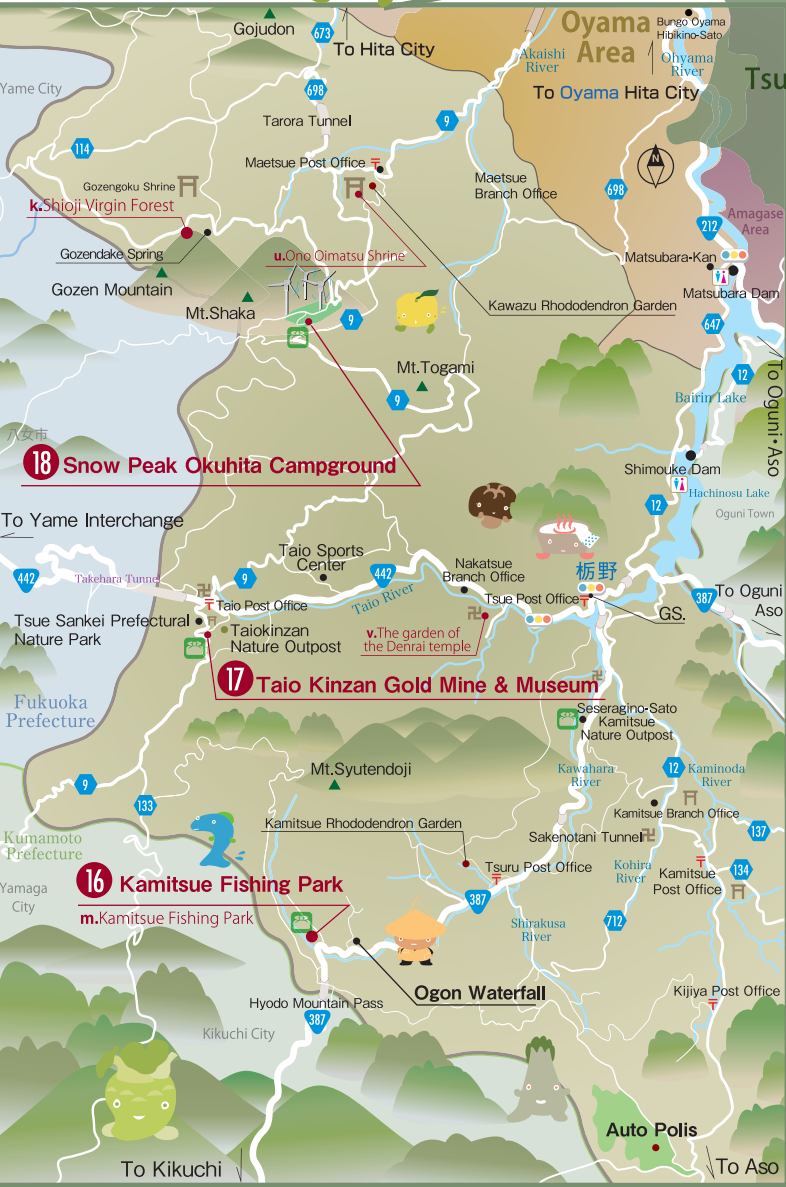 Gojudon
673
To Hita City
Oyama
Area
Bungo Oyama
Hibikino-Sato
Akaishi
River
Ohyama
River
Yame City
698
To Oyama Hita City
Tsu
Tarora Tunnel
9
114
Maetsue Post Office
N
Gozengoku Shrine
Maetsue
Branch Office
698
k.Shioji Virgin Forest
212
Amagase
Area
Gozendake Spring
u.Ono Oimatsu Shrine
Matsubara-Kan
Gozen Mountain
Matsubara Dam
Mt.Shaka
Kawazu Rhododendron Garden
9
647
Mt.Togami
12
To Oguni・Aso
9
Bairin Lake
八女市
18 Snow Peak Okuhita Campground
Shimouke Dam
Hachinosu Lake
12
Oguni Town
To Yame Interchange
Taio Sports
Center
442
Nakatsue
Branch Office
栃野
442
Takehara Tunnel
9
Taio River
Tsue Post Office
To Oguni
Aso
387
Taio Post Office
GS.
Tsue Sankei Prefectural
Nature Park
Taiokinzan
Nature Outpost
v.The garden of
the Denrai temple
17 Taio Kinzan Gold Mine & Museum
Fukuoka
Prefecture
Seseragino-Sato
Kamitsue
Nature Outpost
Mt.Syutendoji
Kawahara
River
12
Kaminoda
River
9
133
Kamitsue Branch Office
Kamitsue Rhododendron Garden
Sakenotani Tunnel
137
Kumamoto
Prefecture
Tsuru Post Office
Kohira
River
Kamitsue
Post Office
134
16 Kamitsue Fishing Park
Yamaga
City
387
m.Kamitsue Fishing Park
Shirakusa
River
712
Ogon Waterfall
Kijiya Post Office
Hyodo Mountain Pass
387
Kikuchi City
Auto Polis
To Kikuchi
To Aso